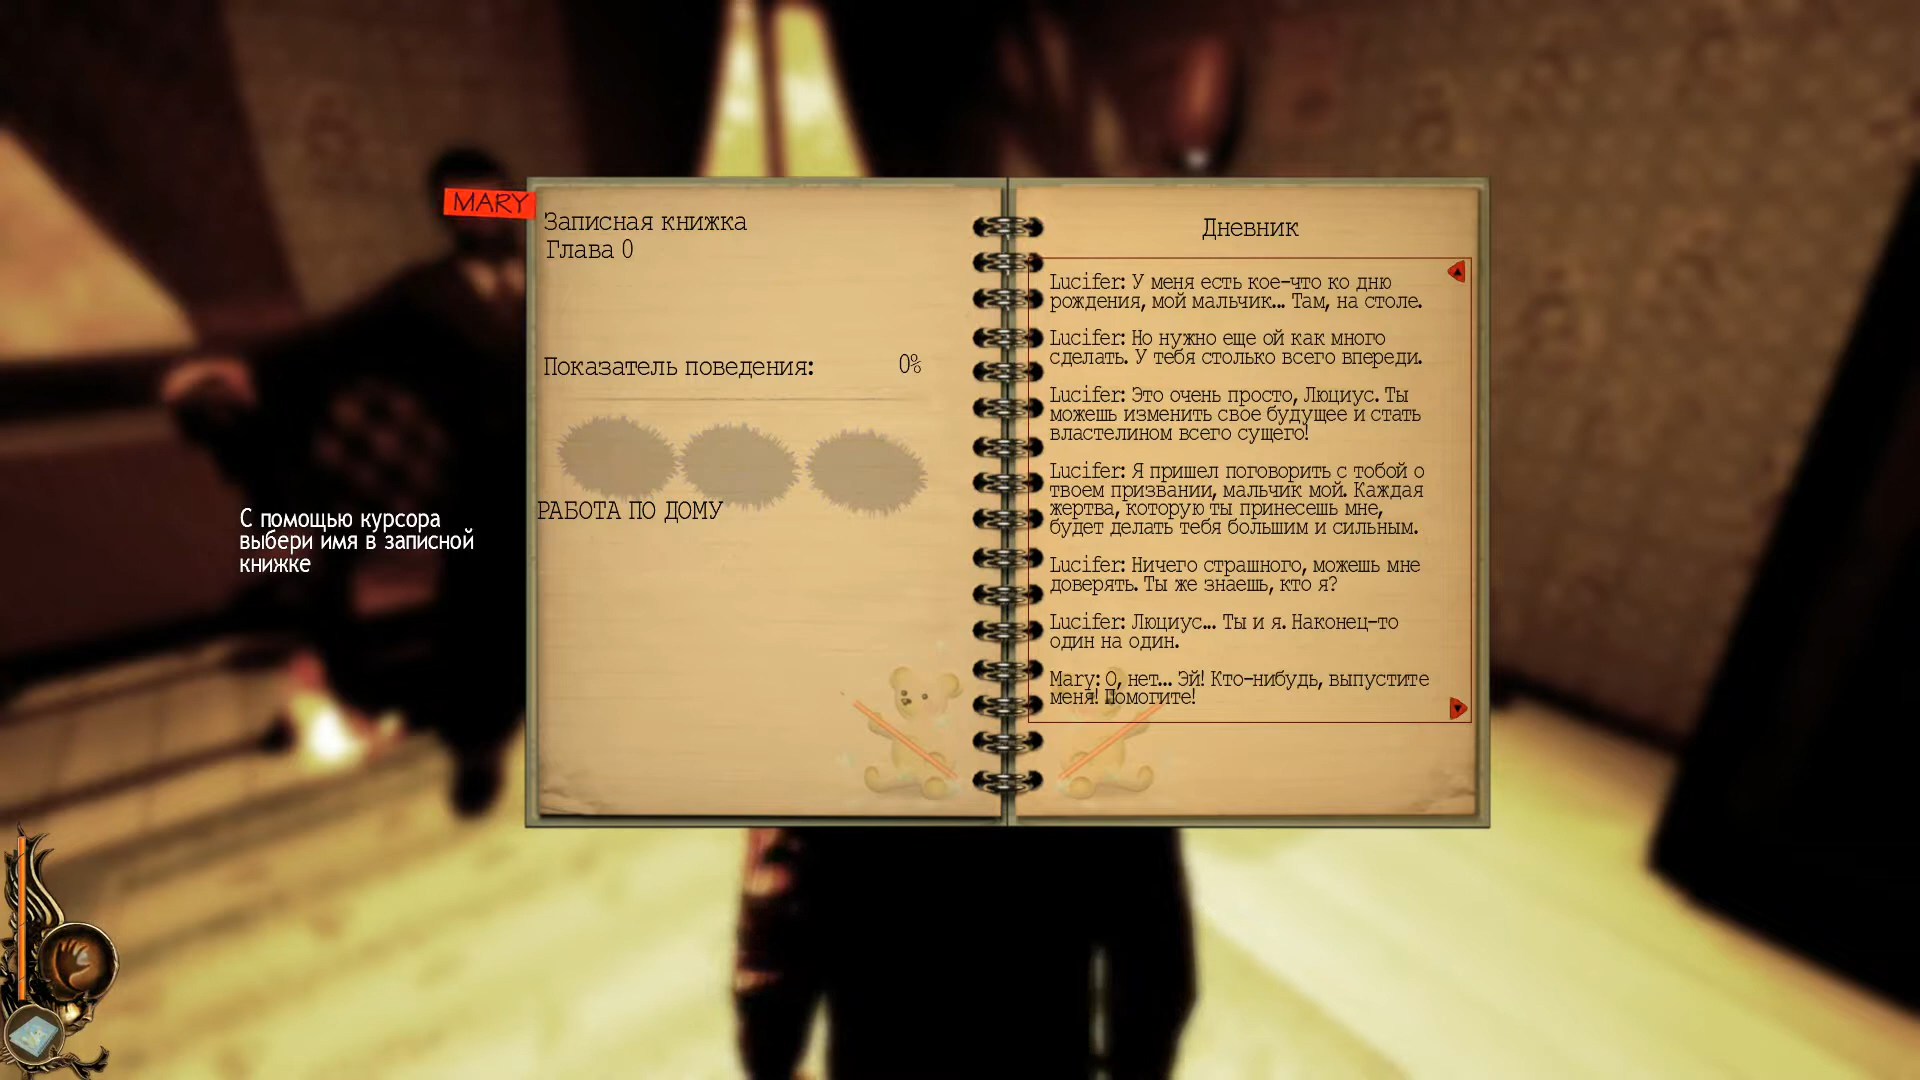 MARY
Записная книжка
Глава 0
Показатель поведения: 0%
РАБОТА ПО ДОМУ
С помощью курсора
выбери имя в записной
книжке
Дневник
Lucifer: У меня есть кое-что ко дню
рождения, мой мальчик... Там, на столе.
Lucifer: Но нужно еще ой как много
сделать. У тебя столько всего впереди.
Lucifer: Это очень просто, Люциус. Ты
можешь изменить свое будущее и стать
властелином всего сущего!
Lucifer: Я пришел поговорить с тобой о
твоем призвании, мальчик мой. Каждая
жертва, которую ты принесешь мне,
будет делать тебя большим и сильным.
Lucifer: Ничего страшного, можешь мне
доверять. Ты же знаешь, кто я?
Lucifer: Люциус... Ты и я. Наконец-то
один на один.
Mary: О, нет... Эй! Кто-нибудь, выпустите
меня! Помогите!